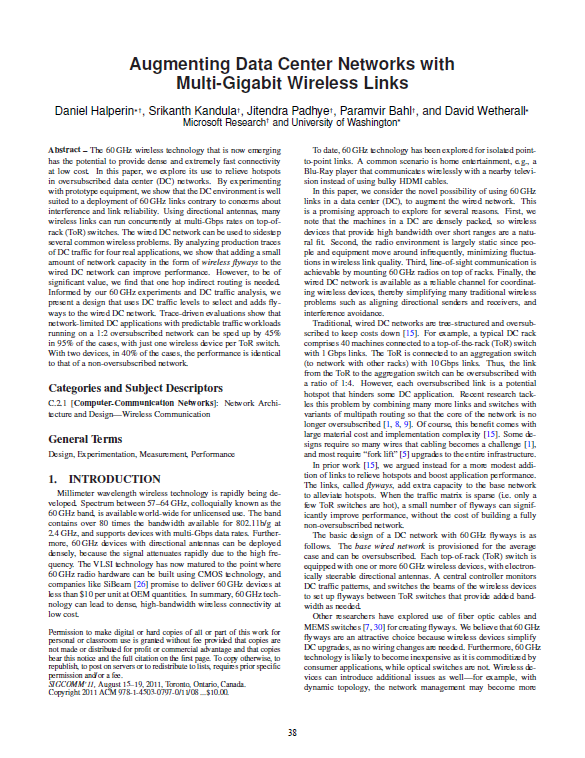 Augmenting Data Center Networks with
Multi-Gigabit Wireless Links
Daniel Halperin*†, Srikanth Kandula†, Jitendra Padhye†, Paramvir Bahl†, and David Wetherall*
Microsoft Research† and University of Washington*
Abstract – The 60 GHz wireless technology that is now emerging
has the potential to provide dense and extremely fast connectivity
at low cost. In this paper, we explore its use to relieve hotspots
in oversubscribed data center (DC) networks. By experimenting
with prototype equipment, we show that the DC environment is well
suited to a deployment of 60 GHz links contrary to concerns about
interference and link reliability. Using directional antennas, many
wireless links can run concurrently at multi-Gbps rates on top-of-
rack (ToR) switches. The wired DC network can be used to sidestep
several common wireless problems. By analyzing production traces
of DC traffic for four real applications, we show that adding a small
amount of network capacity in the form of wireless flyways to the
wired DC network can improve performance. However, to be of
significant value, we find that one hop indirect routing is needed.
Informed by our 60 GHz experiments and DC traffic analysis, we
present a design that uses DC traffic levels to select and adds fly-
ways to the wired DC network. Trace-driven evaluations show that
network-limited DC applications with predictable traffic workloads
running on a 1:2 oversubscribed network can be sped up by 45%
in 95% of the cases, with just one wireless device per ToR switch.
With two devices, in 40% of the cases, the performance is identical
to that of a non-oversubscribed network.
Categories and Subject Descriptors
C.2.1 [Computer-Communication Networks]: Network Archi-
tecture and Design—Wireless Communication
General Terms
Design, Experimentation, Measurement, Performance
1. INTRODUCTION
Millimeter wavelength wireless technology is rapidly being de-
veloped. Spectrum between 57–64 GHz, colloquially known as the
60 GHz band, is available world-wide for unlicensed use. The band
contains over 80 times the bandwidth available for 802.11b/g at
2.4 GHz, and supports devices with multi-Gbps data rates. Further-
more, 60 GHz devices with directional antennas can be deployed
densely, because the signal attenuates rapidly due to the high fre-
quency. The VLSI technology has now matured to the point where
60 GHz radio hardware can be built using CMOS technology, and
companies like SiBeam [26] promise to deliver 60 GHz devices at
less than $10 per unit at OEM quantities. In summary, 60 GHz tech-
nology can lead to dense, high-bandwidth wireless connectivity at
low cost.
Permission to make digital or hard copies of all or part of this work for
personal or classroom use is granted without fee provided that copies are
not made or distributed for profit or commercial advantage and that copies
bear this notice and the full citation on the first page. To copy otherwise, to
republish, to post on servers or to redistribute to lists, requires prior specific
permission and/or a fee.
SIGCOMM'11, August 15–19, 2011, Toronto, Ontario, Canada.
Copyright 2011 ACM 978-1-4503-0797-0/11/08 ...$10.00.
To date, 60 GHz technology has been explored for isolated point-
to-point links. A common scenario is home entertainment, e.g., a
Blu-Ray player that communicates wirelessly with a nearby televi-
sion instead of using bulky HDMI cables.
In this paper, we consider the novel possibility of using 60 GHz
links in a data center (DC), to augment the wired network. This
is a promising approach to explore for several reasons. First, we
note that the machines in a DC are densely packed, so wireless
devices that provide high bandwidth over short ranges are a natu-
ral fit. Second, the radio environment is largely static since peo-
ple and equipment move around infrequently, minimizing fluctua-
tions in wireless link quality. Third, line-of-sight communication is
achievable by mounting 60 GHz radios on top of racks. Finally, the
wired DC network is available as a reliable channel for coordinat-
ing wireless devices, thereby simplifying many traditional wireless
problems such as aligning directional senders and receivers, and
interference avoidance.
Traditional, wired DC networks are tree-structured and oversub-
scribed to keep costs down [15]. For example, a typical DC rack
comprises 40 machines connected to a top-of-the-rack (ToR) switch
with 1 Gbps links. The ToR is connected to an aggregation switch
(to network with other racks) with 10 Gbps links. Thus, the link
from the ToR to the aggregation switch can be oversubscribed with
a ratio of 1:4. However, each oversubscribed link is a potential
hotspot that hinders some DC application. Recent research tack-
les this problem by combining many more links and switches with
variants of multipath routing so that the core of the network is no
longer oversubscribed [1, 8, 9]. Of course, this benefit comes with
large material cost and implementation complexity [15]. Some de-
signs require so many wires that cabling becomes a challenge [1],
and most require “fork lift” [5] upgrades to the entire infrastructure.
In prior work [15], we argued instead for a more modest addi-
tion of links to relieve hotspots and boost application performance.
The links, called flyways, add extra capacity to the base network
to alleviate hotspots. When the traffic matrix is sparse (i.e. only a
few ToR switches are hot), a small number of flyways can signif-
icantly improve performance, without the cost of building a fully
non-oversubscribed network.
The basic design of a DC network with 60 GHz flyways is as
follows. The base wired network is provisioned for the average
case and can be oversubscribed. Each top-of-rack (ToR) switch is
equipped with one or more 60 GHz wireless devices, with electron-
ically steerable directional antennas. A central controller monitors
DC traffic patterns, and switches the beams of the wireless devices
to set up flyways between ToR switches that provide added band-
width as needed.
Other researchers have explored use of fiber optic cables and
MEMS switches [7, 30] for creating flyways. We believe that 60 GHz
flyways are an attractive choice because wireless devices simplify
DC upgrades, as no wiring changes are needed. Furthermore, 60 GHz
technology is likely to become inexpensive as it is commoditized by
consumer applications, while optical switches are not. Wireless de-
vices can introduce additional issues as well—for example, with
dynamic topology, the network management may become more
38